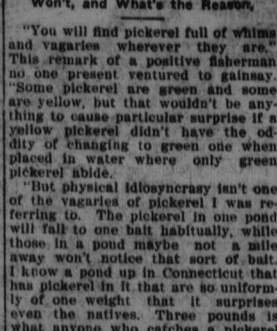 Won't, and What's the Reason,
"You will find pickerel full of whims
and vagaries wherever they are."
This remark of a positive fisherman
no one present ventured to gainsay.
"Some pickerel are green and some
are yellow, but that wouldn't be any-
thing to cause particular surprise if a
yellow pickerel didn't have the od-
dity of changing to green one when
placed in water where only green
pickerel abide.
"But physical idiosyncrasy isn't one
of the vagaries of pickerel I was re-
ferring to. The pickerel in one pond
will fall to one bait habitually, while
those in a pond maybe not a mile
away won't notice that sort of bait.
I know a pond up in Connecticut that
has pickerel in it that are so uniform-
ly of one weight that it surprises
even the natives. Three pounds is
what anyone who catches a pickerel